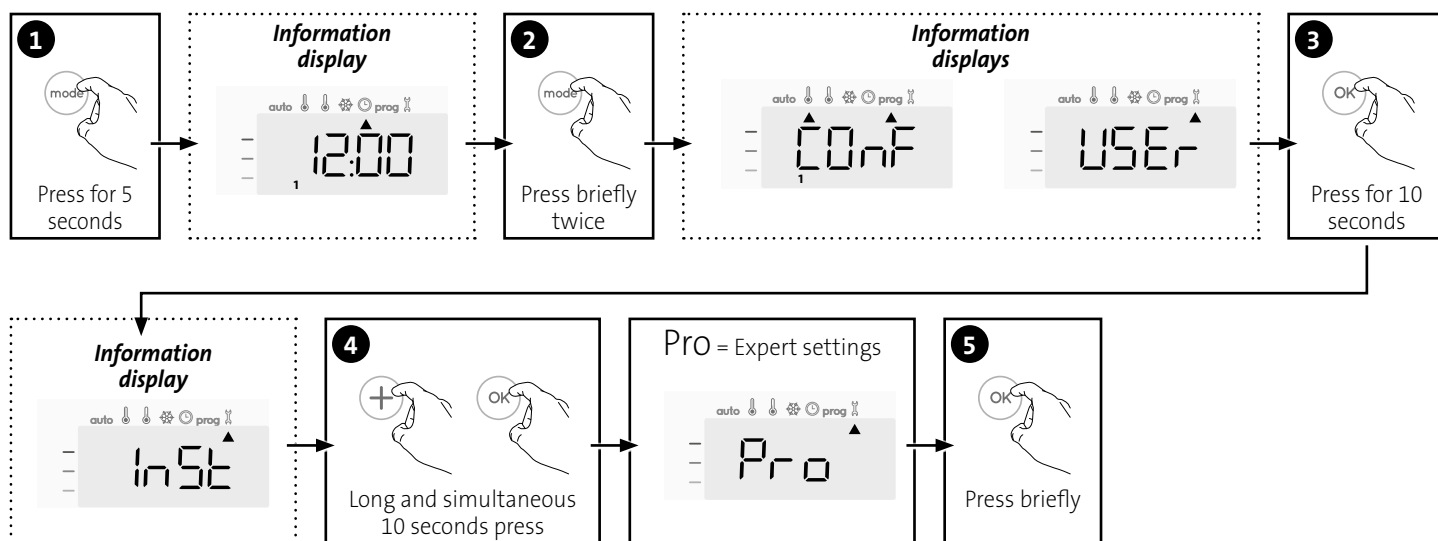 1
mode
Press for 5
seconds
Information
display
auto prog
12:00
1
2
mode
Press briefly
twice
Information
displays
auto prog
COnF
1
auto prog
USEr
3
OK
Press for 10
seconds
Information
display
auto prog
InSt
4
+
OK
Long and simultaneous
10 seconds press
Pro = Expert settings
auto prog
Pro
5
OK
Press briefly